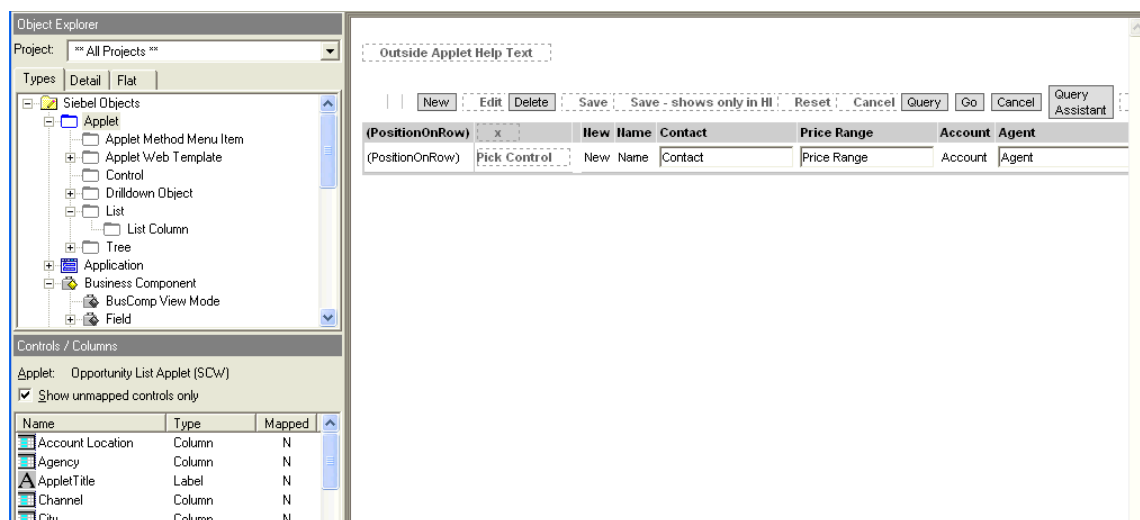 Object Explorer
Project: ** All Projects **
Types Detail Flat
Siebel Objects
Applet
Applet Method Menu Item
Applet Web Template
Control
Drilldown Object
List
List Column
Tree
Application
Business Component
BusComp View Mode
Field
Controls / Columns
Applet: Opportunity List Applet (SCW)
Show unmapped controls only
Name Type Mapped
Account Location Column N
Agency Column N
A AppletTitle Label N
Channel Column N
City Column N
Outside Applet Help Text
New Edit Delete Save Save - shows only in HI Reset Cancel Query Go Cancel Query Assistant
(PositionOnRow) x New Name Contact Price Range Account Agent
(PositionOnRow) Pick Control New Name Contact Price Range Account Agent